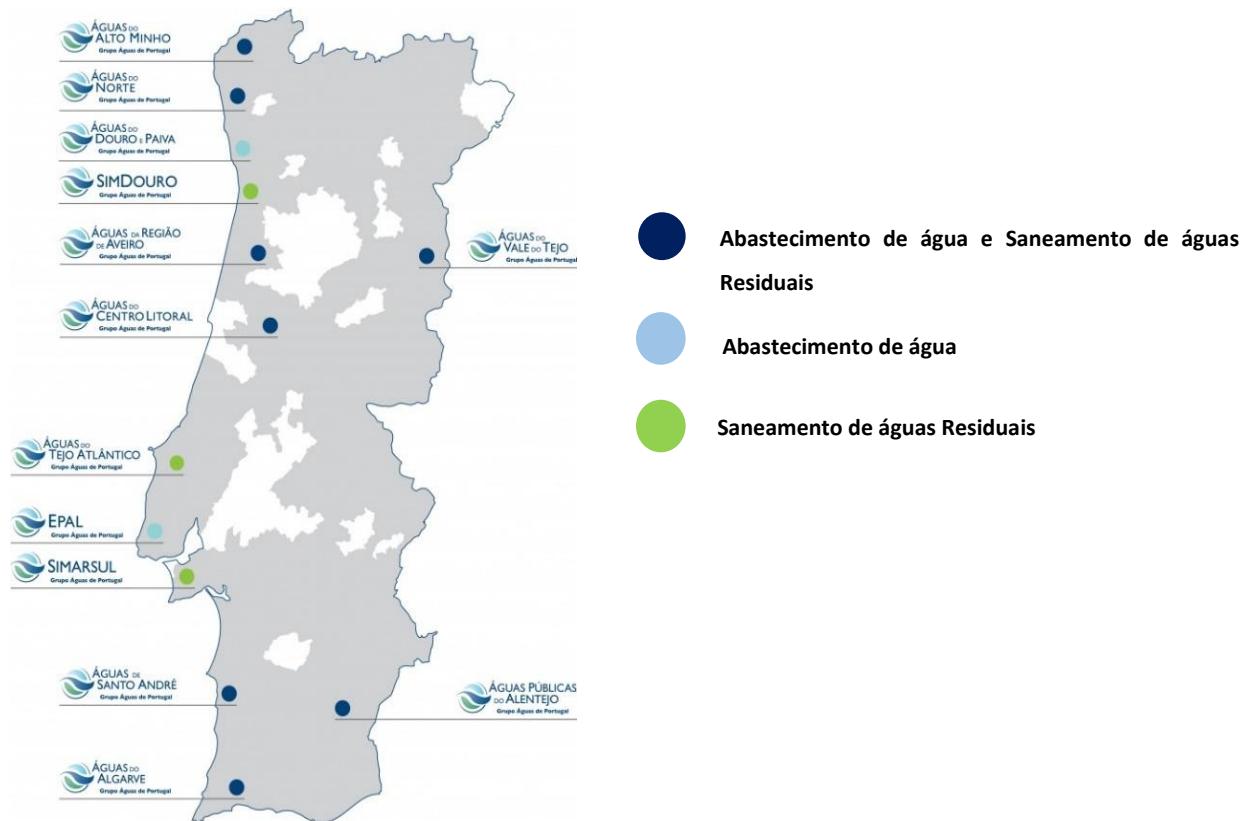 ÁGUAS DO
ALTO MINHO
Grupo Águas de Portugal
ÁGUAS DO
NORTE
Grupo Águas de Portugal
ÁGUAS DO
DOURO E PAIVA
Grupo Águas de Portugal
SIMDOURO
Grupo Águas de Portugal
ÁGUAS DA REGIÃO
DE AVEIRO
Grupo Águas de Portugal
ÁGUAS DO
VALE DO TEJO
Grupo Águas de Portugal
ÁGUAS DO
CENTRO LITORAL
Grupo Águas de Portugal
ÁGUAS DO
TEJO ATLÂNTICO
Grupo Águas de Portugal
EPAL
Grupo Águas de Portugal
SIMARSUL
Grupo Águas de Portugal
ÁGUAS DE
SANTO ANDRÉ
Grupo Águas de Portugal
ÁGUAS PÚBLICAS
DO ALENTEJO
Grupo Águas de Portugal
ÁGUAS DO
ALGARVE
Grupo Águas de Portugal
Abastecimento de água e Saneamento de águas
Residuais
Abastecimento de água
Saneamento de águas Residuais